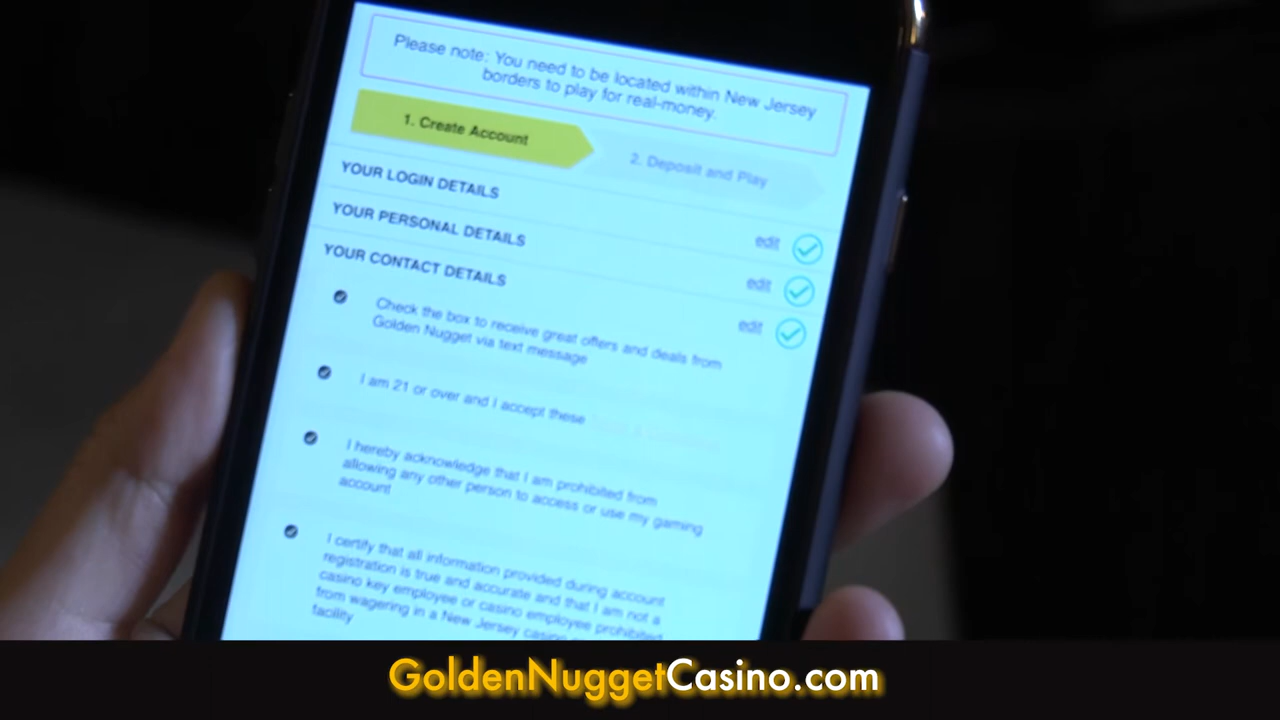 Please note: You need to be located within New Jersey
borders to play for real-money.
1. Create Account
2. Deposit and Play
YOUR LOGIN DETAILS
edit
YOUR PERSONAL DETAILS
edit
YOUR CONTACT DETAILS
edit
Check the box to receive great offers and deals from
Golden Nugget via text message
I am 21 or over and I accept these
I hereby acknowledge that I am prohibited from
allowing any other person to access or use my gaming
account
I certify that all information provided during account
registration is true and accurate and that I am not a
casino key employee or casino employee prohibited
from wagering in a New Jersey casino
facility
GoldenNuggetCasino.com